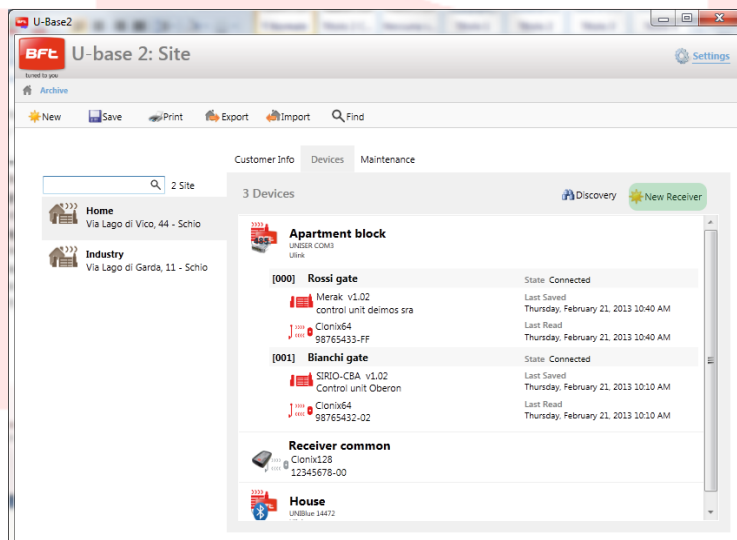 U-Base2
BFt
tuned to you
U-base 2: Site
Settings
Archive
New Save Print Export Import Find
Customer Info Devices Maintenance
2 Site
Home
Via Lago di Vico, 44 - Schio
Industry
Via Lago di Garda, 11 - Schio
3 Devices
Discovery New Receiver
Apartment block
UNISER COM3
Ulink
[000] Rossi gate State Connected
Merak v1.02 Last Saved
control unit deimos sra Thursday, February 21, 2013 10:40 AM
Clonix64 Last Read
98765433-FF Thursday, February 21, 2013 10:40 AM
[001] Bianchi gate State Connected
SIRIO-CBA v1.02 Last Saved
Control unit Oberon Thursday, February 21, 2013 10:10 AM
Clonix64 Last Read
98765432-02 Thursday, February 21, 2013 10:10 AM
Receiver common
Clonix128
12345678-00
House
UNIBlue 14472